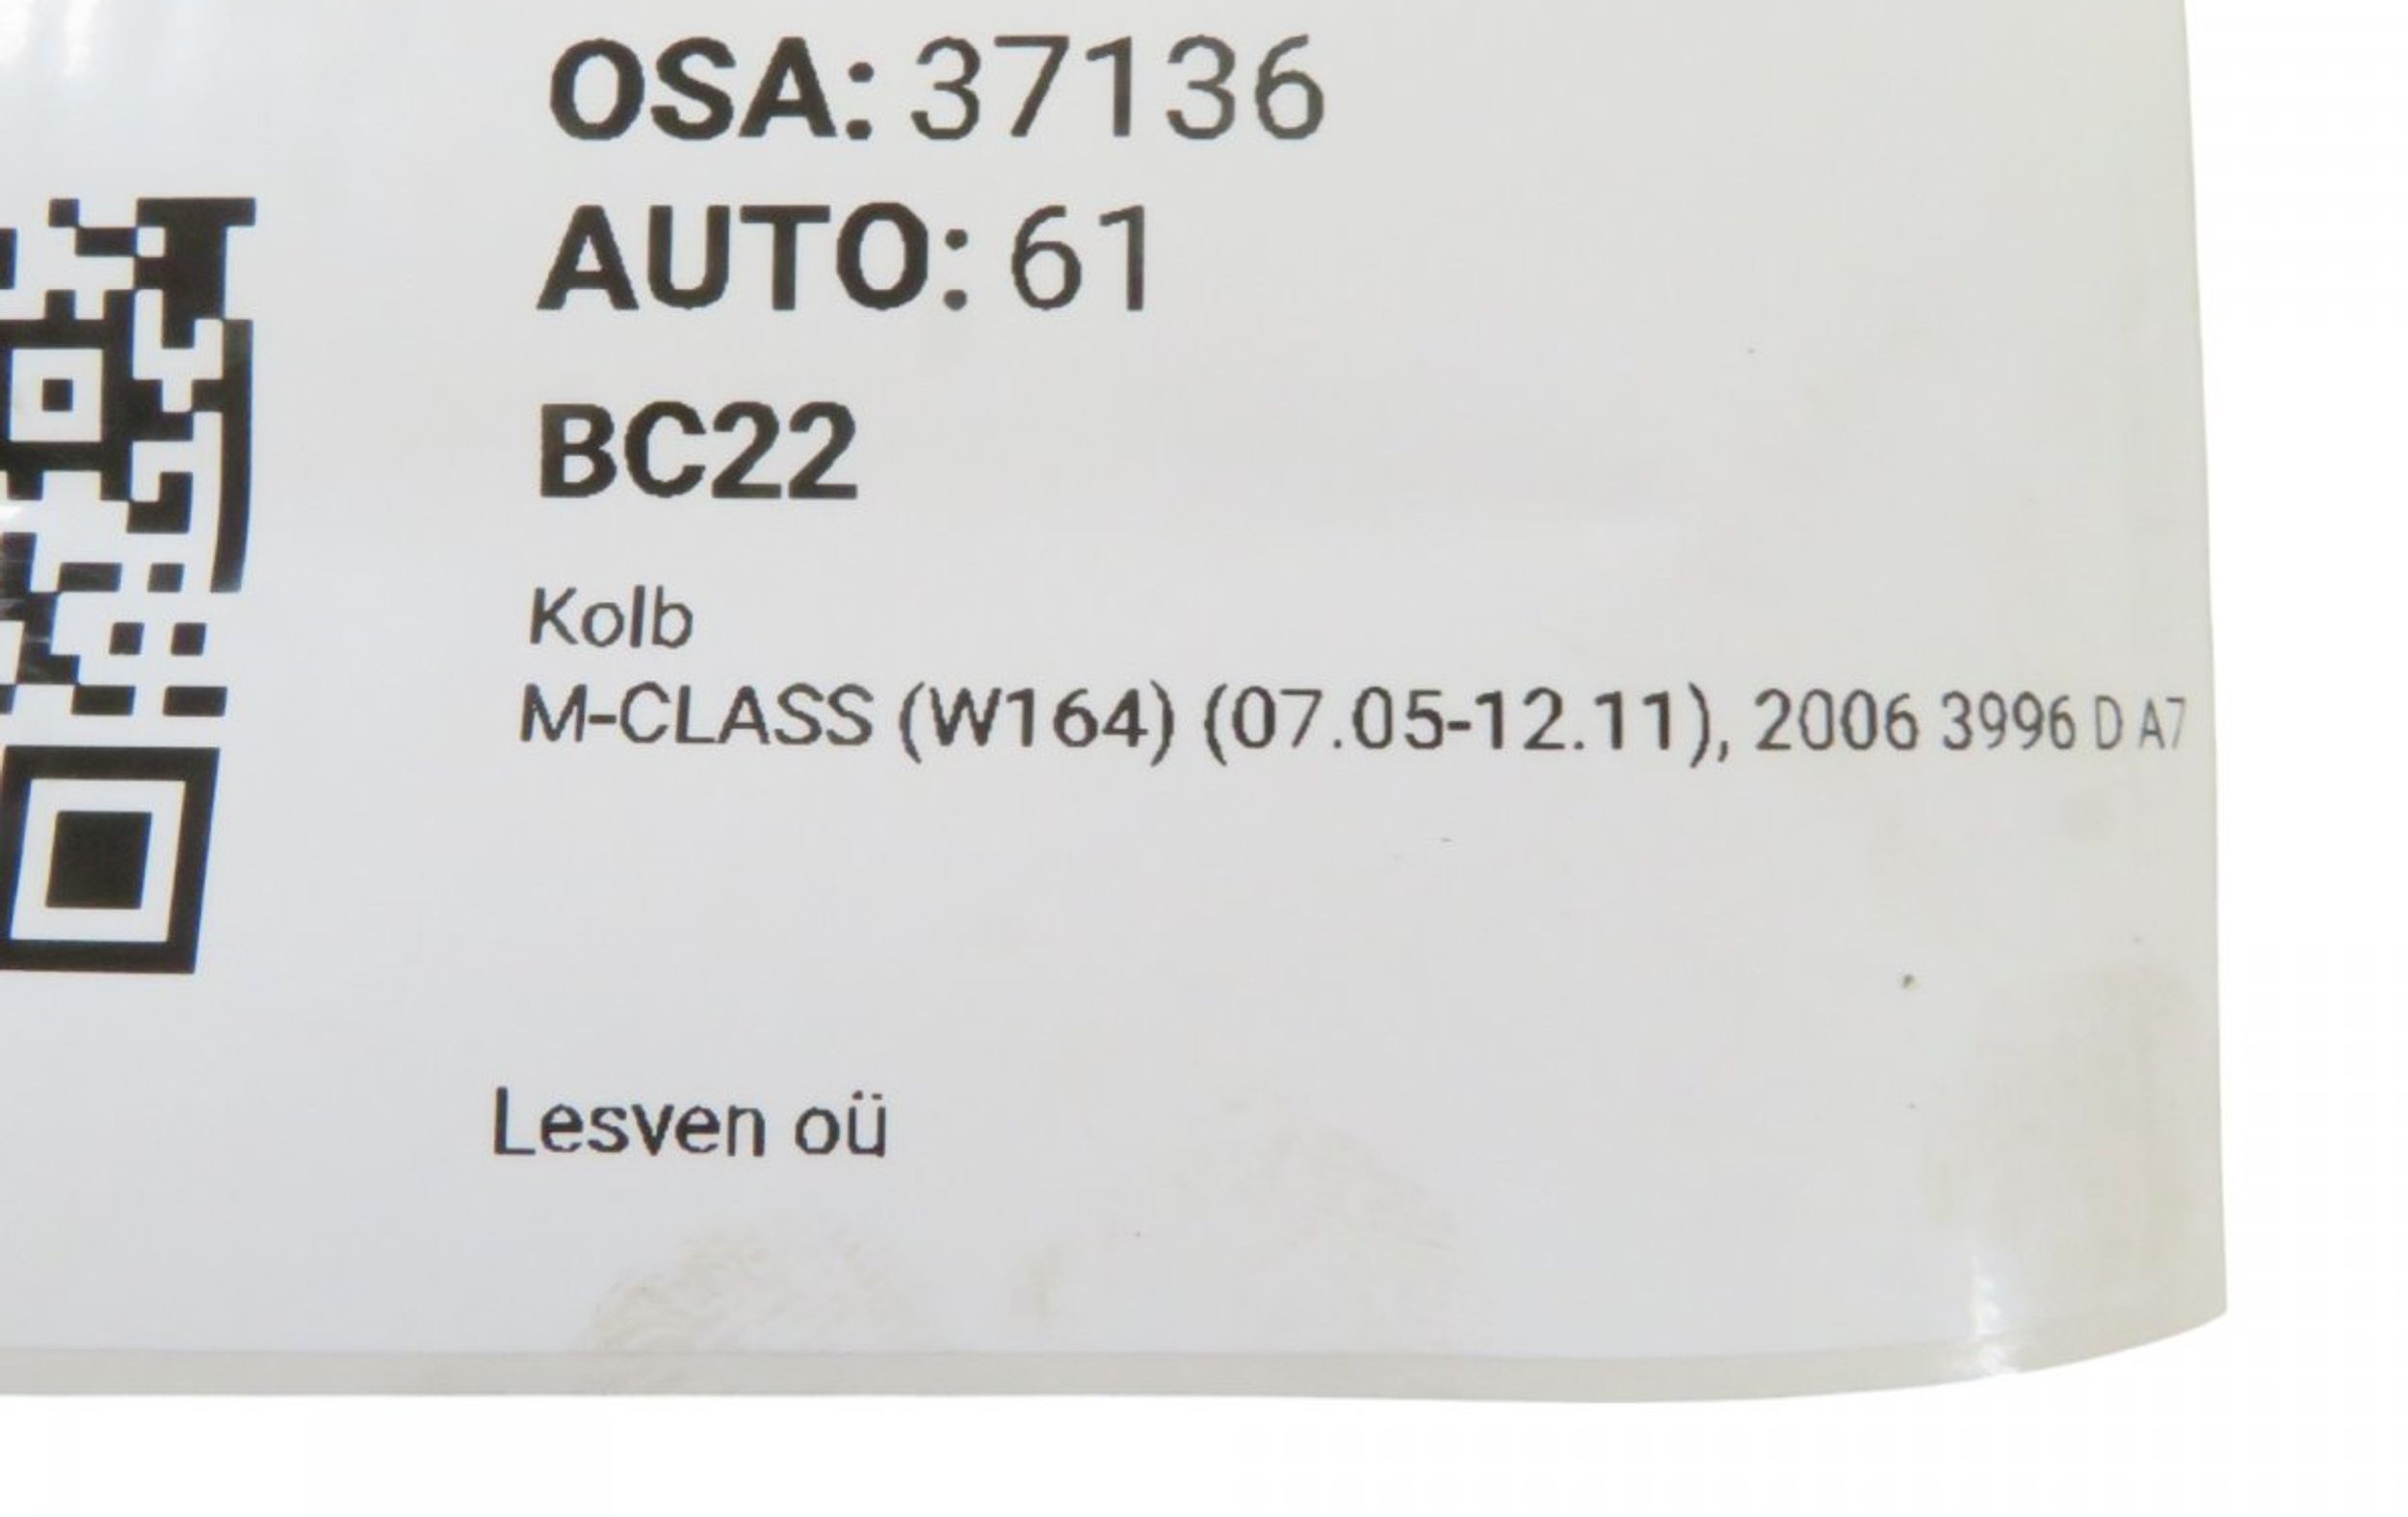 OSA: 37136
AUTO: 61
BC22
Kolb
M-CLASS (W164) (07.05-12.11), 2006 3996 D A7
Lesven oü